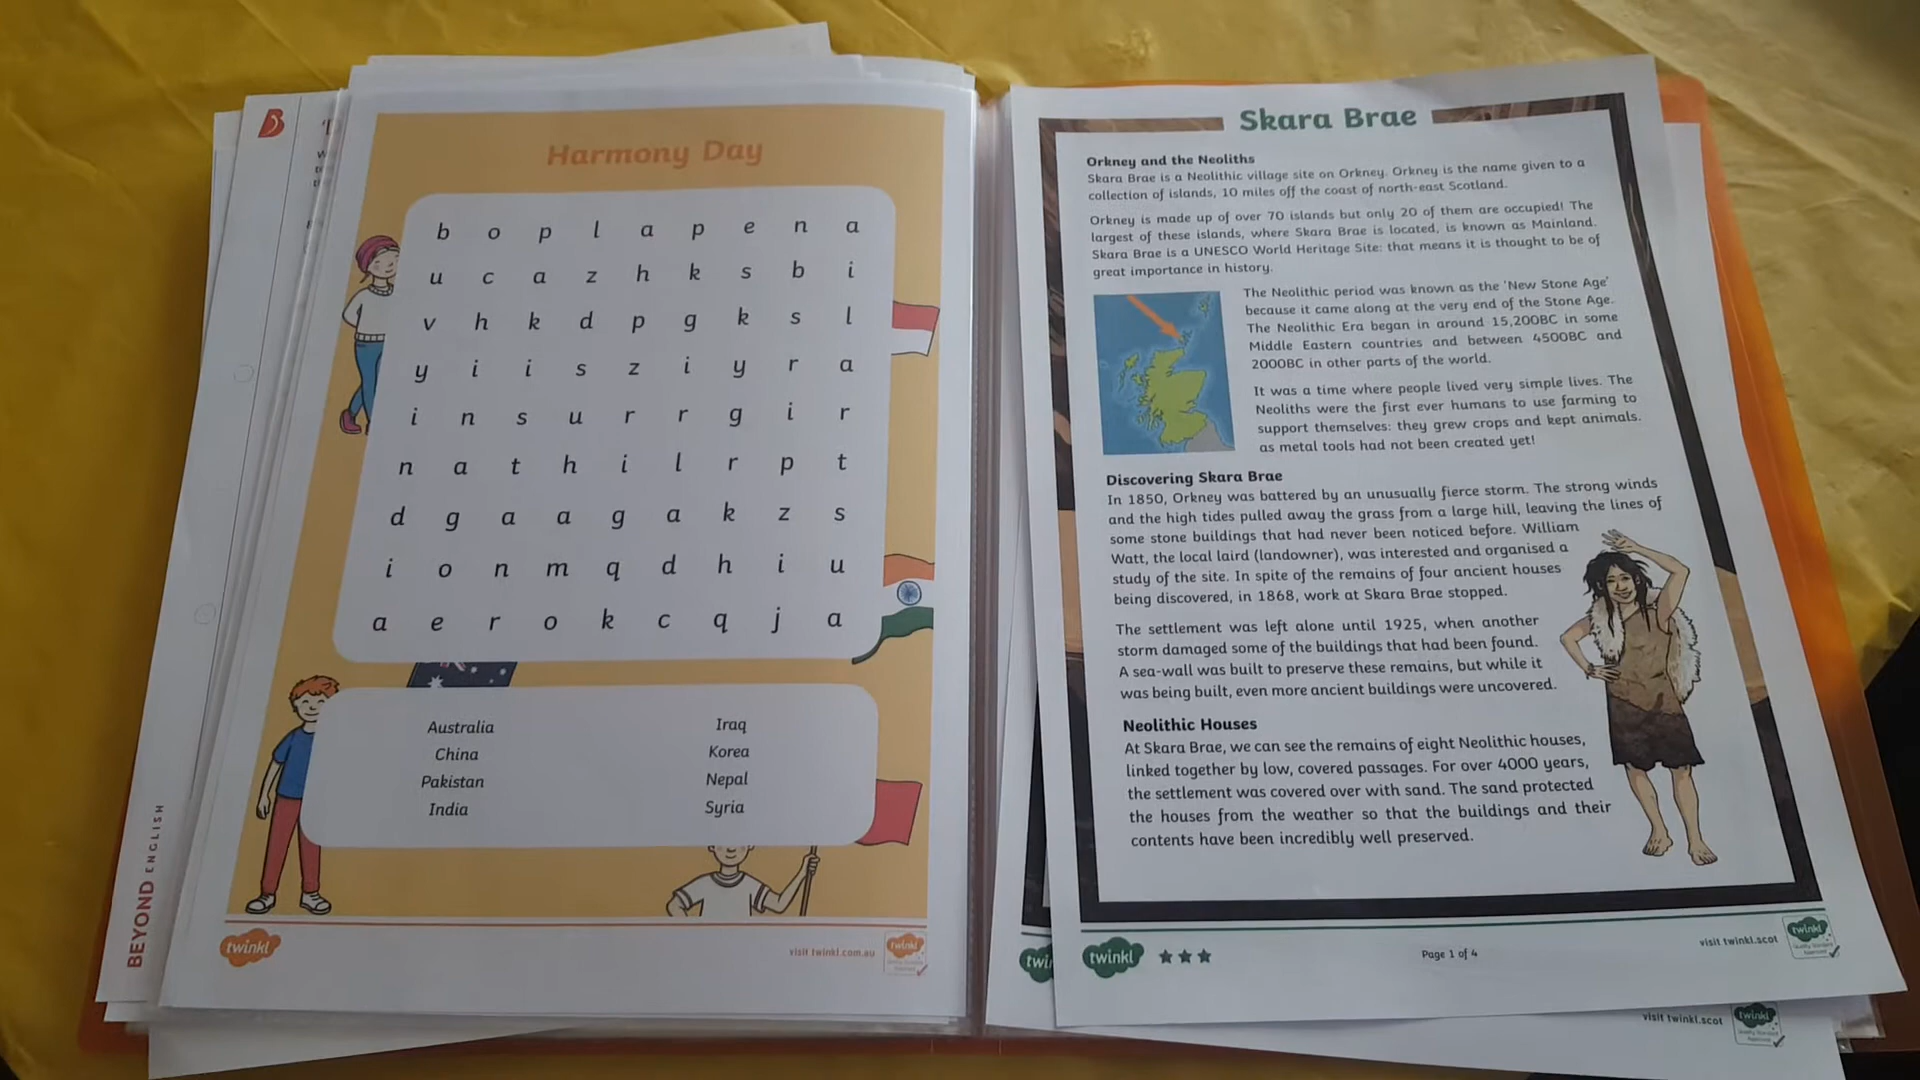 BEYOND ENGLISH
Harmony Day
b o p l a p e n a
u c a z h k s b i
v h k d p g k s l
y i i s z i y r a
i n s u r r g i r
n a t h i l r p t
d g a a g a k z s
i o n m q d h i u
a e r o k c q j a
Australia
China
Pakistan
India
Iraq
Korea
Nepal
Syria
twinkl
visit twinkl.com.au
twinkl
Skara Brae
Orkney and the Neoliths
Skara Brae is a Neolithic village site on Orkney. Orkney is the name given to a
collection of islands, 10 miles off the coast of north-east Scotland.
Orkney is made up of over 70 islands but only 20 of them are occupied! The
largest of these islands, where Skara Brae is located, is known as Mainland.
Skara Brae is a UNESCO World Heritage Site: that means it is thought to be of
great importance in history.
The Neolithic period was known as the 'New Stone Age'
because it came along at the very end of the Stone Age.
The Neolithic Era began in around 15,200BC in some
Middle Eastern countries and between 4500BC and
2000BC in other parts of the world.
It was a time where people lived very simple lives. The
Neoliths were the first ever humans to use farming to
support themselves: they grew crops and kept animals.
as metal tools had not been created yet!
Discovering Skara Brae
In 1850, Orkney was battered by an unusually fierce storm. The strong winds
and the high tides pulled away the grass from a large hill, leaving the lines of
some stone buildings that had never been noticed before. William
Watt, the local laird (landowner), was interested and organised a
study of the site. In spite of the remains of four ancient houses
being discovered, in 1868, work at Skara Brae stopped.
The settlement was left alone until 1925, when another
storm damaged some of the buildings that had been found.
A sea-wall was built to preserve these remains, but while it
was being built, even more ancient buildings were uncovered.
Neolithic Houses
At Skara Brae, we can see the remains of eight Neolithic houses,
linked together by low, covered passages. For over 4000 years,
the settlement was covered over with sand. The sand protected
the houses from the weather so that the buildings and their
contents have been incredibly well preserved.
twinkl
Page 1 of 4
visit twinkl.scot
twinkl
twi
visit twinkl.scot
twinkl